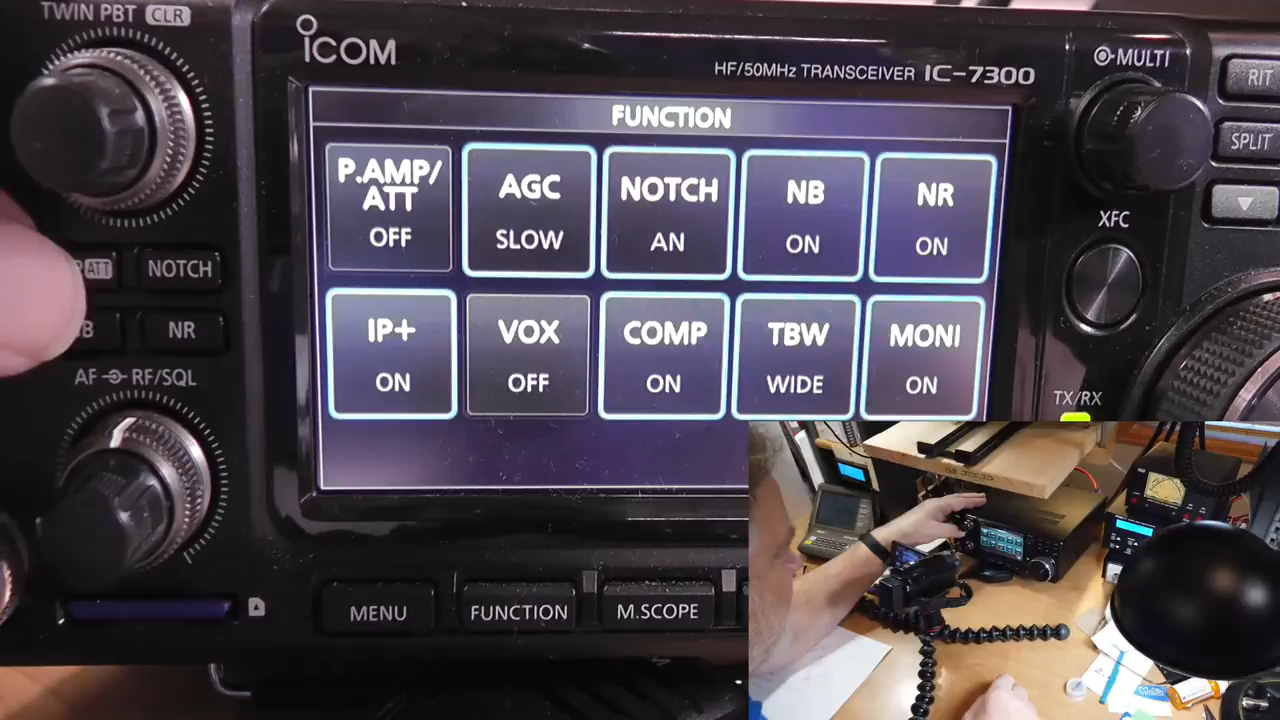 TWIN PBT CLR
ICOM
HF/50MHz TRANSCEIVER IC-7300
MULTI
RIT
SPLIT
XFC
TX/RX
FUNCTION
P.AMP/
ATT
OFF
AGC
SLOW
NOTCH
AN
NB
ON
NR
ON
IP+
ON
VOX
OFF
COMP
ON
TBW
WIDE
MONI
ON
ATT
NOTCH
NR
AF RF/SQL
MENU
FUNCTION
M.SCOPE